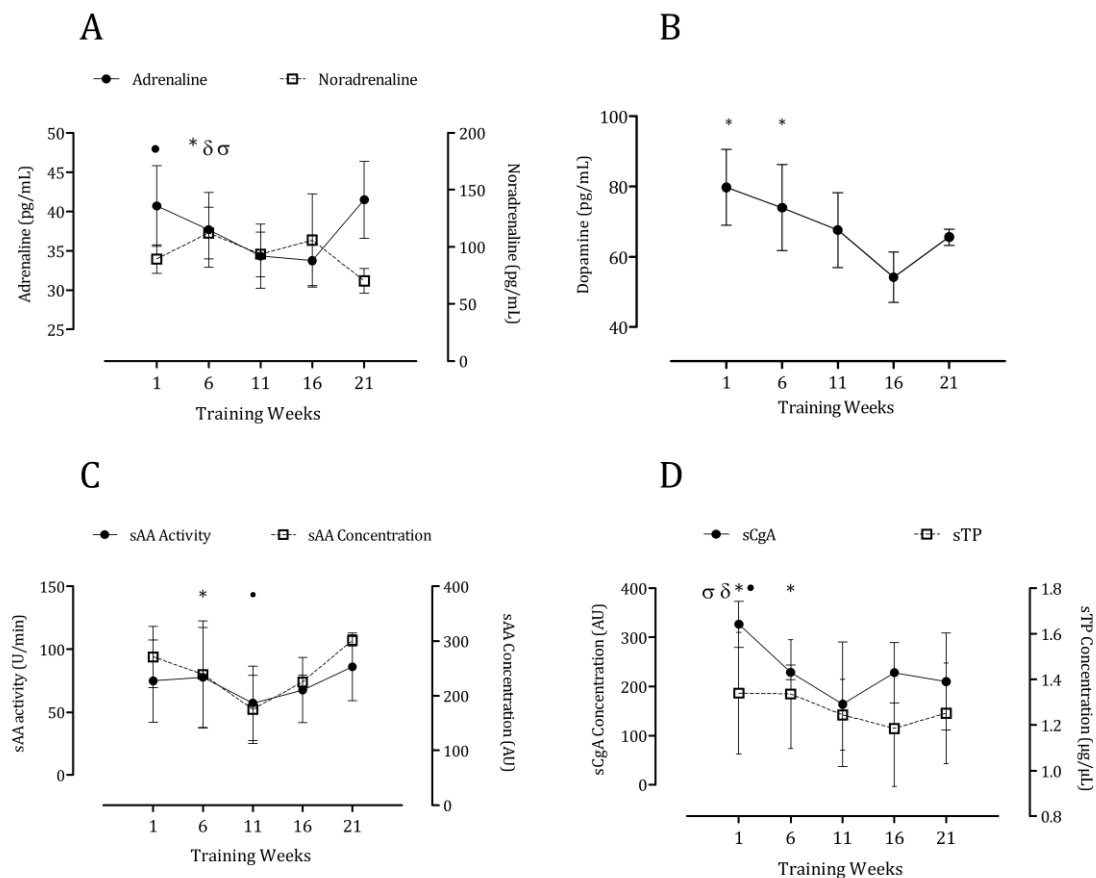 A
Adrenaline
Noradrenaline
Adrenaline (pg/mL)
50
45
40
35
30
25
* δ σ
200
150
100
50
0
Noradrenaline (pg/mL)
1 6 11 16 21
Training Weeks
B
Dopamine (pg/mL)
100
80
60
40
* *
1 6 11 16 21
Training Weeks
C
sAA Activity
sAA Concentration
sAA activity (U/min)
150
100
50
0
*
400
300
200
100
0
sAA Concentration
(AU)
1 6 11 16 21
Training Weeks
D
sCgA
sTP
sCgA Concentration (AU)
400
300
200
100
0
σ δ * • *
1.8
1.6
1.4
1.2
1.0
0.8
sTP Concentration (µg/µL)
1 6 11 16 21
Training Weeks